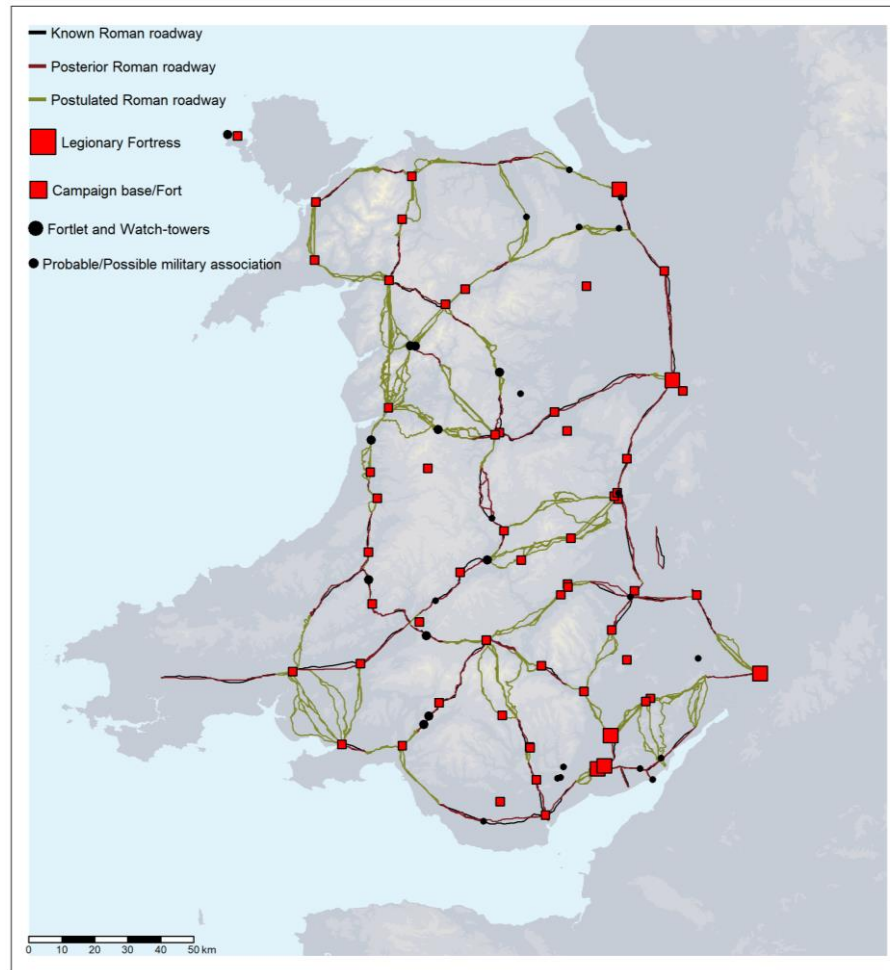 Known Roman roadway
Posterior Roman roadway
Postulated Roman roadway
Legionary Fortress
Campaign base/Fort
Fortlet and Watch-towers
Probable/Possible military association
0 10 20 30 40 50 km